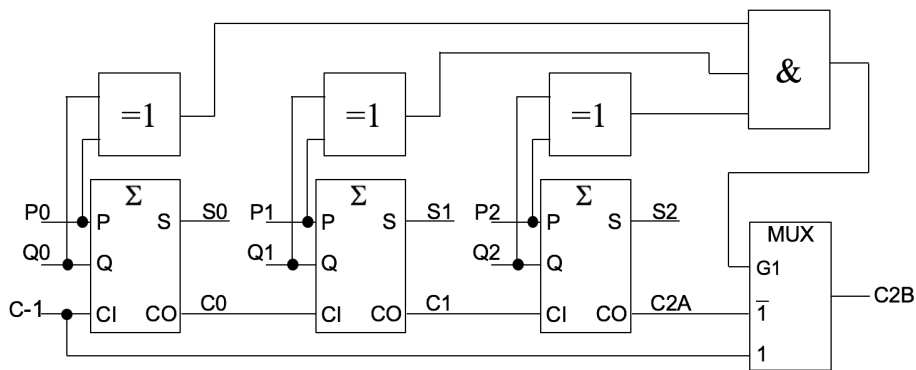 &
=1 =1 =1
Σ Σ Σ
P0 P S S0 P1 P S S1 P2 P S S2 MUX
Q0 Q Q1 Q Q2 Q G1
C-1 CI CO C0 CI CO C1 CI CO C2A 1̅ C2B
1